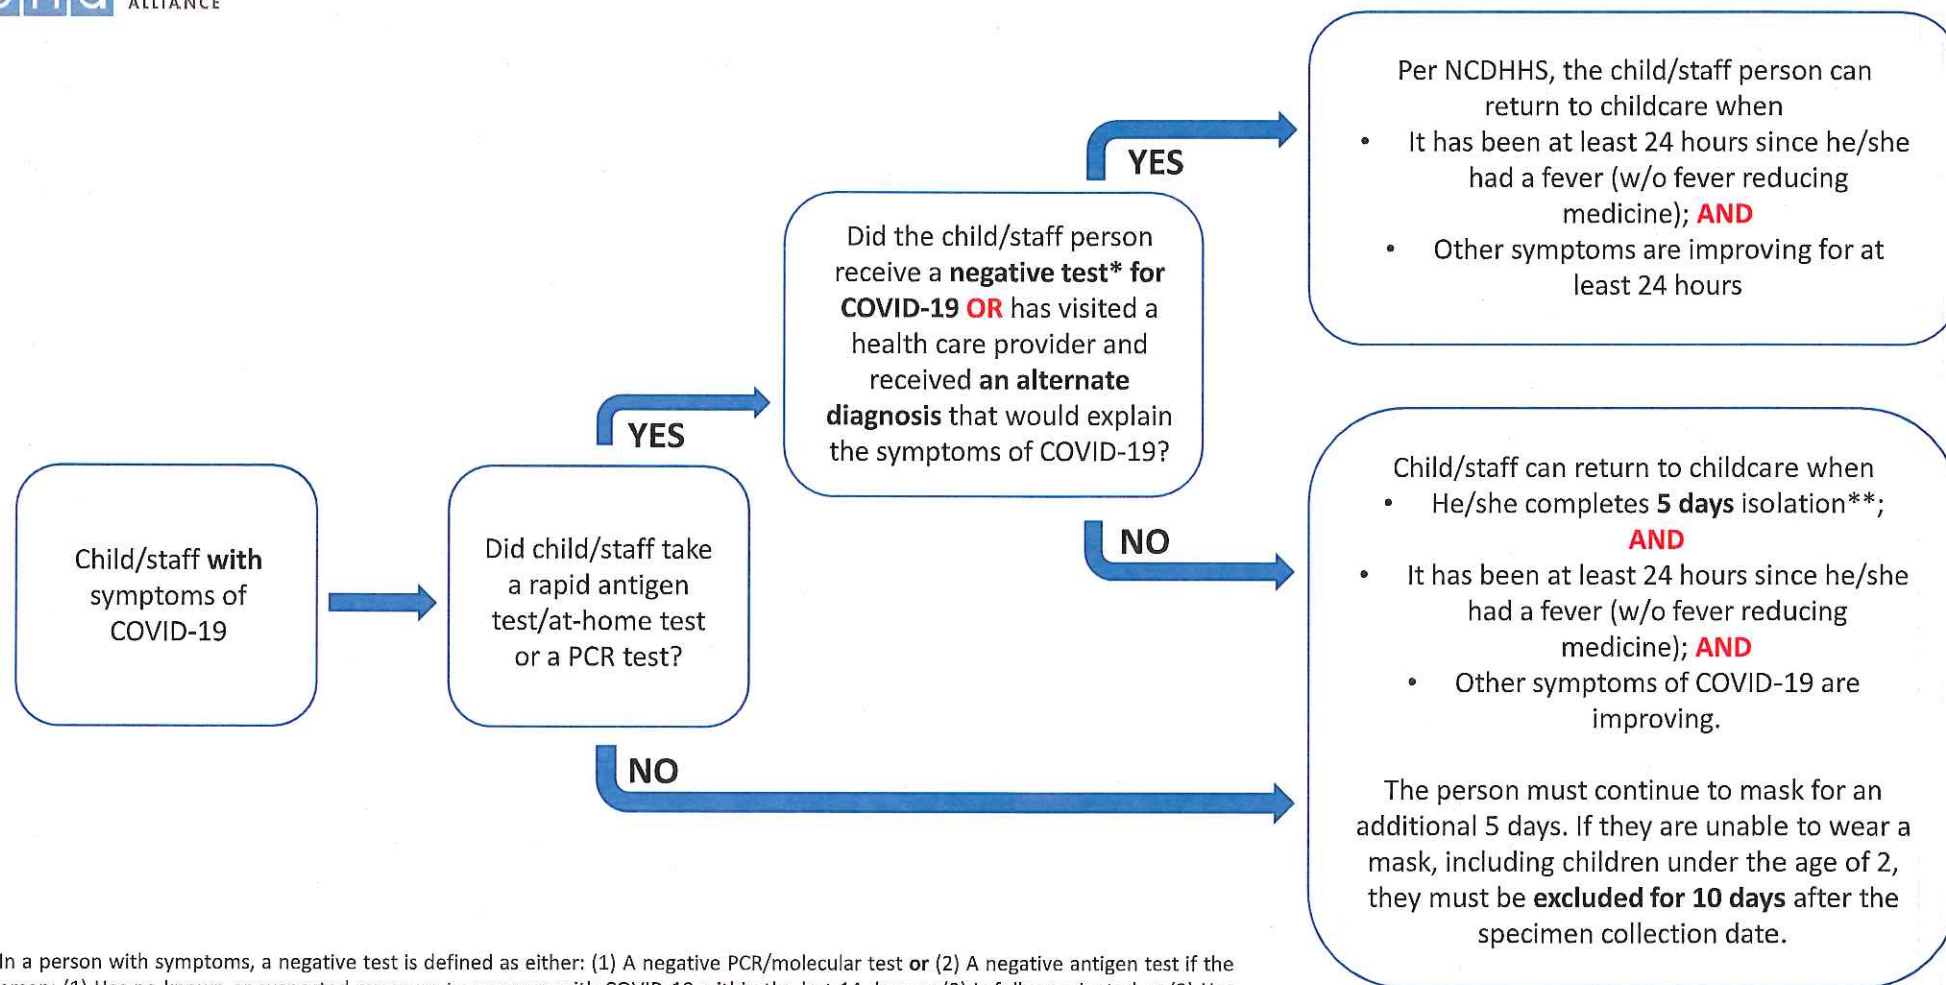 ALLIANCE
Child/staff with
symptoms of
COVID-19
Did child/staff take
a rapid antigen
test/at-home test
or a PCR test?
YES
NO
Did the child/staff person
receive a negative test* for
COVID-19 OR has visited a
health care provider and
received an alternate
diagnosis that would explain
the symptoms of COVID-19?
YES
NO
Per NCDHHS, the child/staff person can
return to childcare when
• It has been at least 24 hours since he/she
had a fever (w/o fever reducing
medicine); AND
• Other symptoms are improving for at
least 24 hours
Child/staff can return to childcare when
• He/she completes 5 days isolation**;
AND
• It has been at least 24 hours since he/she
had a fever (w/o fever reducing
medicine); AND
• Other symptoms of COVID-19 are
improving.
The person must continue to mask for an
additional 5 days. If they are unable to wear a
mask, including children under the age of 2,
they must be excluded for 10 days after the
specimen collection date.
In a person with symptoms, a negative test is defined as either: (1) A negative PCR/molecular test or (2) A negative antigen test if the